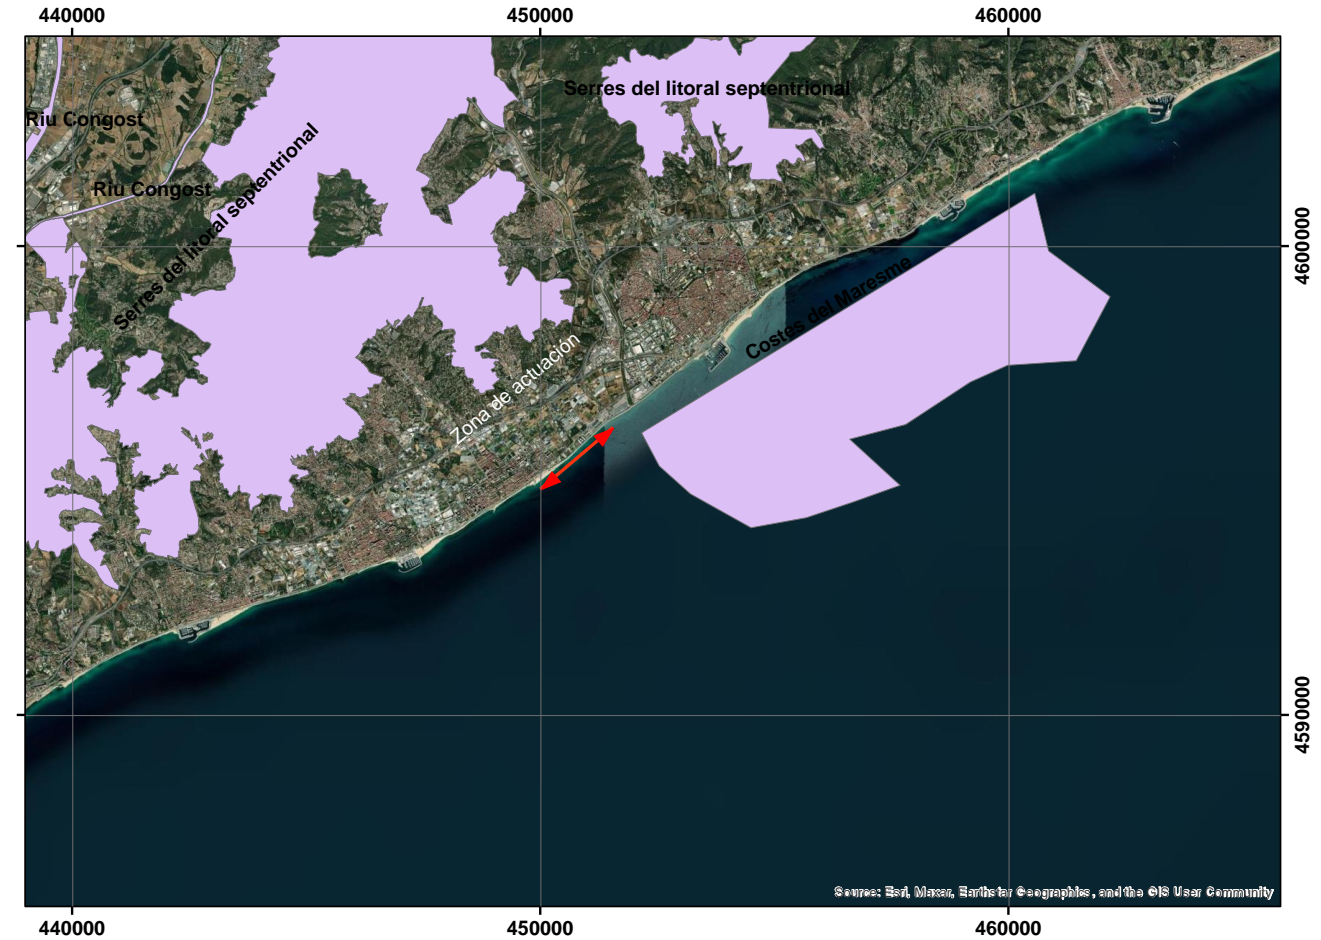 440000
450000
460000
Serres del litoral septentrional
Riu Congost
Riu Congost
Serres del litoral septentrional
4600000
Costes del Maresme
Zona de actuación
4590000
Source: Esri, Maxar, Earthstar Geographics, and the GIS User Community
440000
450000
460000